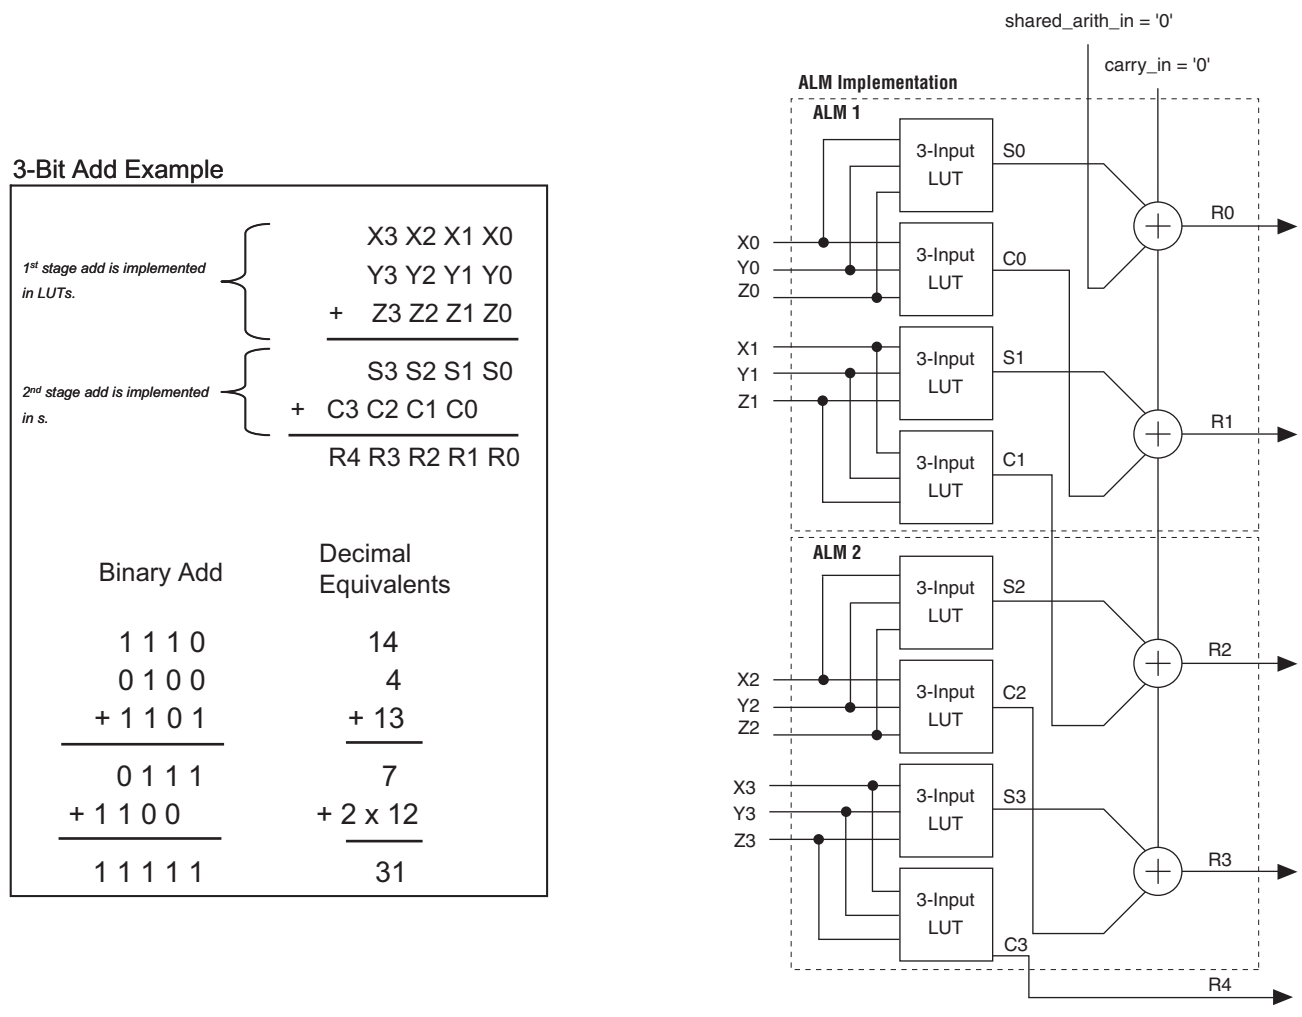 3-Bit Add Example
1st stage add is implemented
in LUTs.
X3 X2 X1 X0
Y3 Y2 Y1 Y0
+ Z3 Z2 Z1 Z0
2nd stage add is implemented
in s.
S3 S2 S1 S0
+ C3 C2 C1 C0
R4 R3 R2 R1 R0
Binary Add
1 1 1 0
0 1 0 0
+ 1 1 0 1
0 1 1 1
+ 1 1 0 0
1 1 1 1 1
Decimal
Equivalents
14
4
+ 13
7
+ 2 x 12
31
shared_arith_in = '0'
carry_in = '0'
ALM Implementation
ALM 1
3-Input
LUT
S0
R0
X0
Y0
Z0
3-Input
LUT
C0
X1
Y1
Z1
3-Input
LUT
S1
R1
3-Input
LUT
C1
ALM 2
3-Input
LUT
S2
R2
X2
Y2
Z2
3-Input
LUT
C2
X3
Y3
Z3
3-Input
LUT
S3
R3
3-Input
LUT
C3
R4